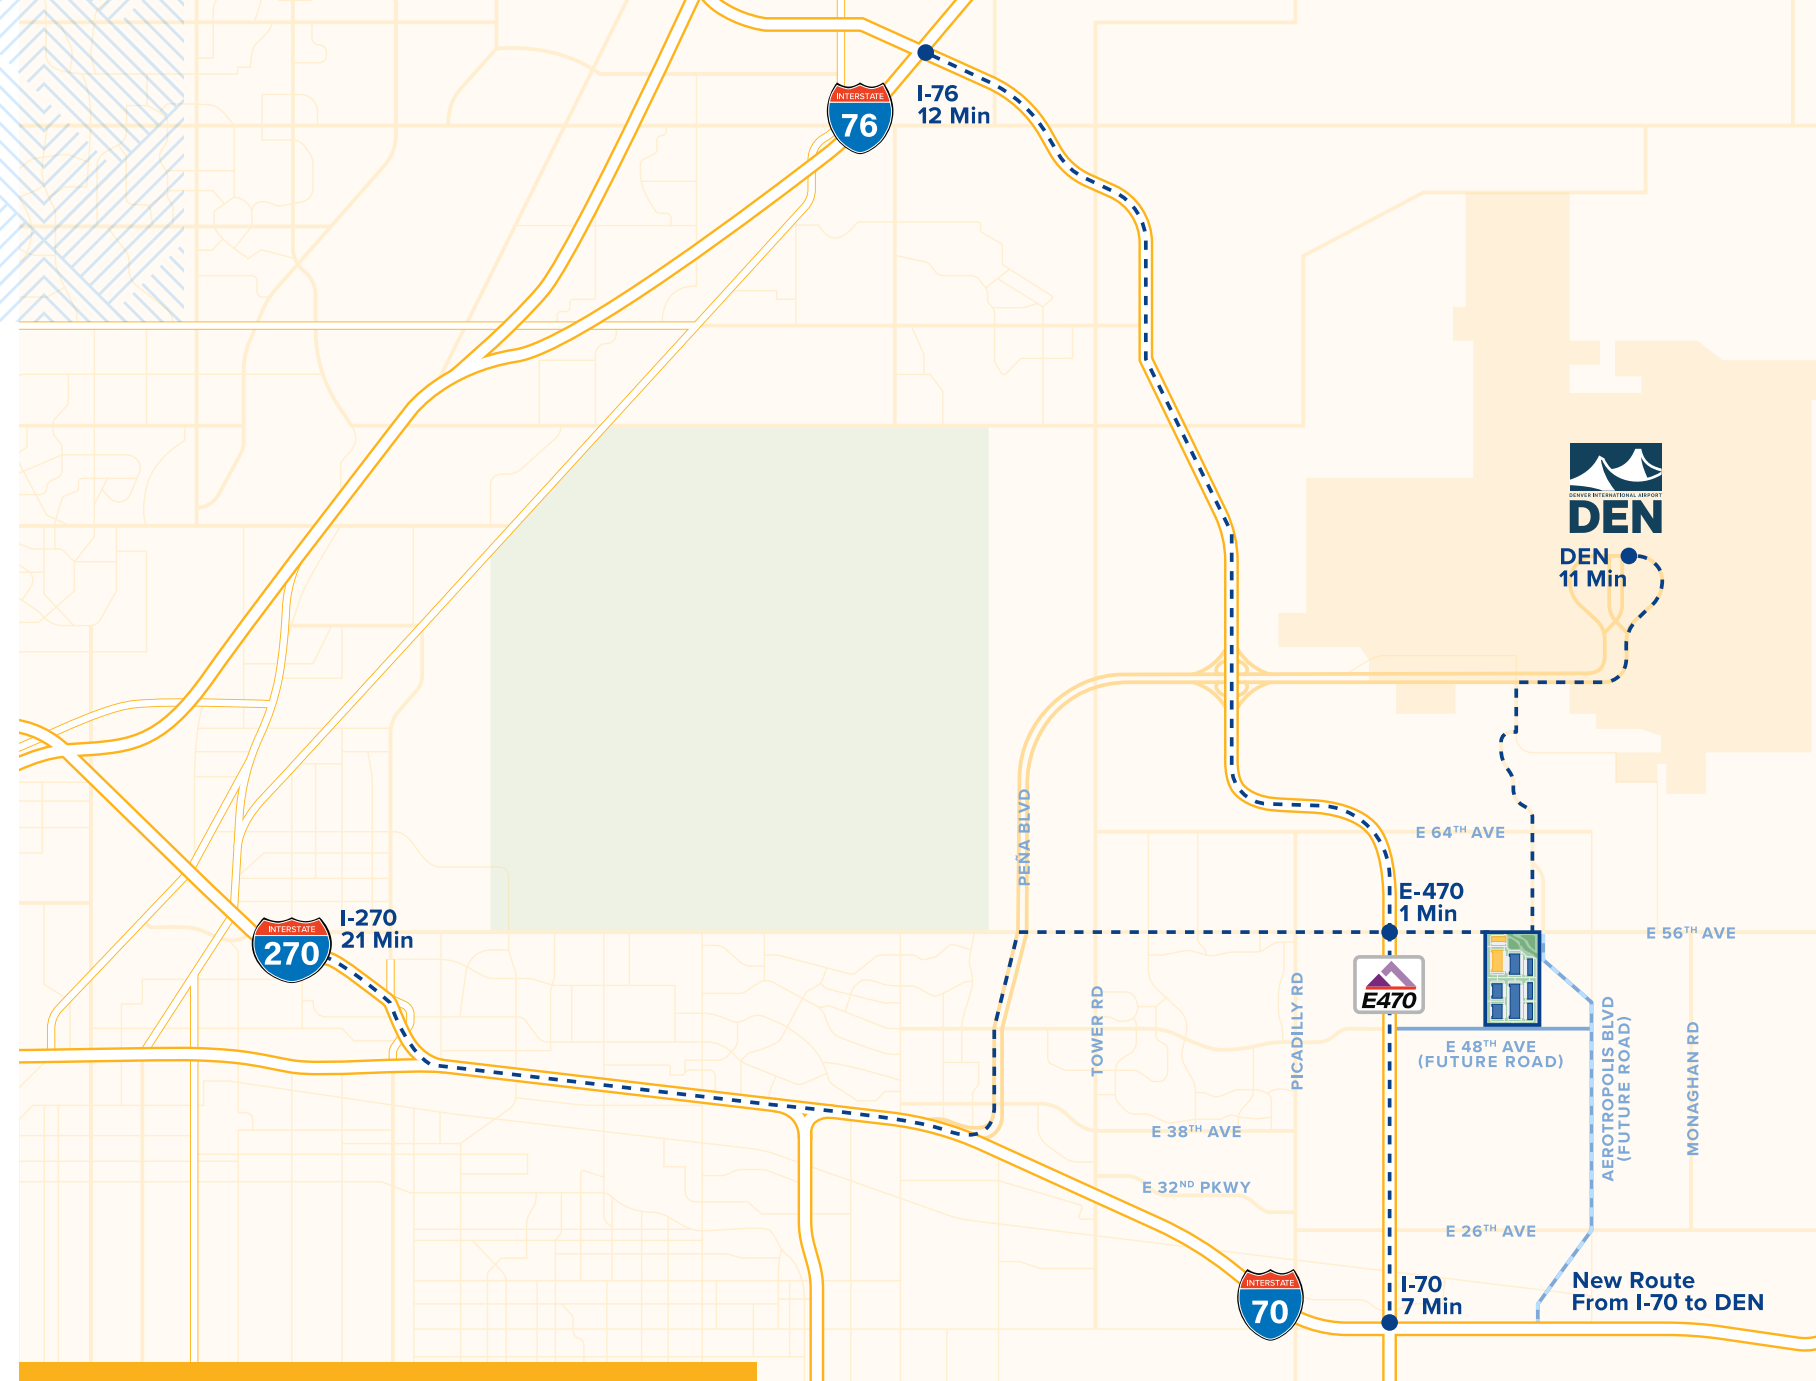 INTERSTATE
76
I-76
12 Min
DENVER INTERNATIONAL AIRPORT
DEN
DEN
11 Min
PEÑA BLVD
E 64TH AVE
E-470
1 Min
I-270
21 Min
INTERSTATE
270
E 56TH AVE
E470
TOWER RD
PICADILLY RD
E 48TH AVE
(FUTURE ROAD)
AEROTROPOLIS BLVD
(FUTURE ROAD)
MONAGHAN RD
E 38TH AVE
E 32ND PKWY
E 26TH AVE
INTERSTATE
70
I-70
7 Min
New Route
From I-70 to DEN